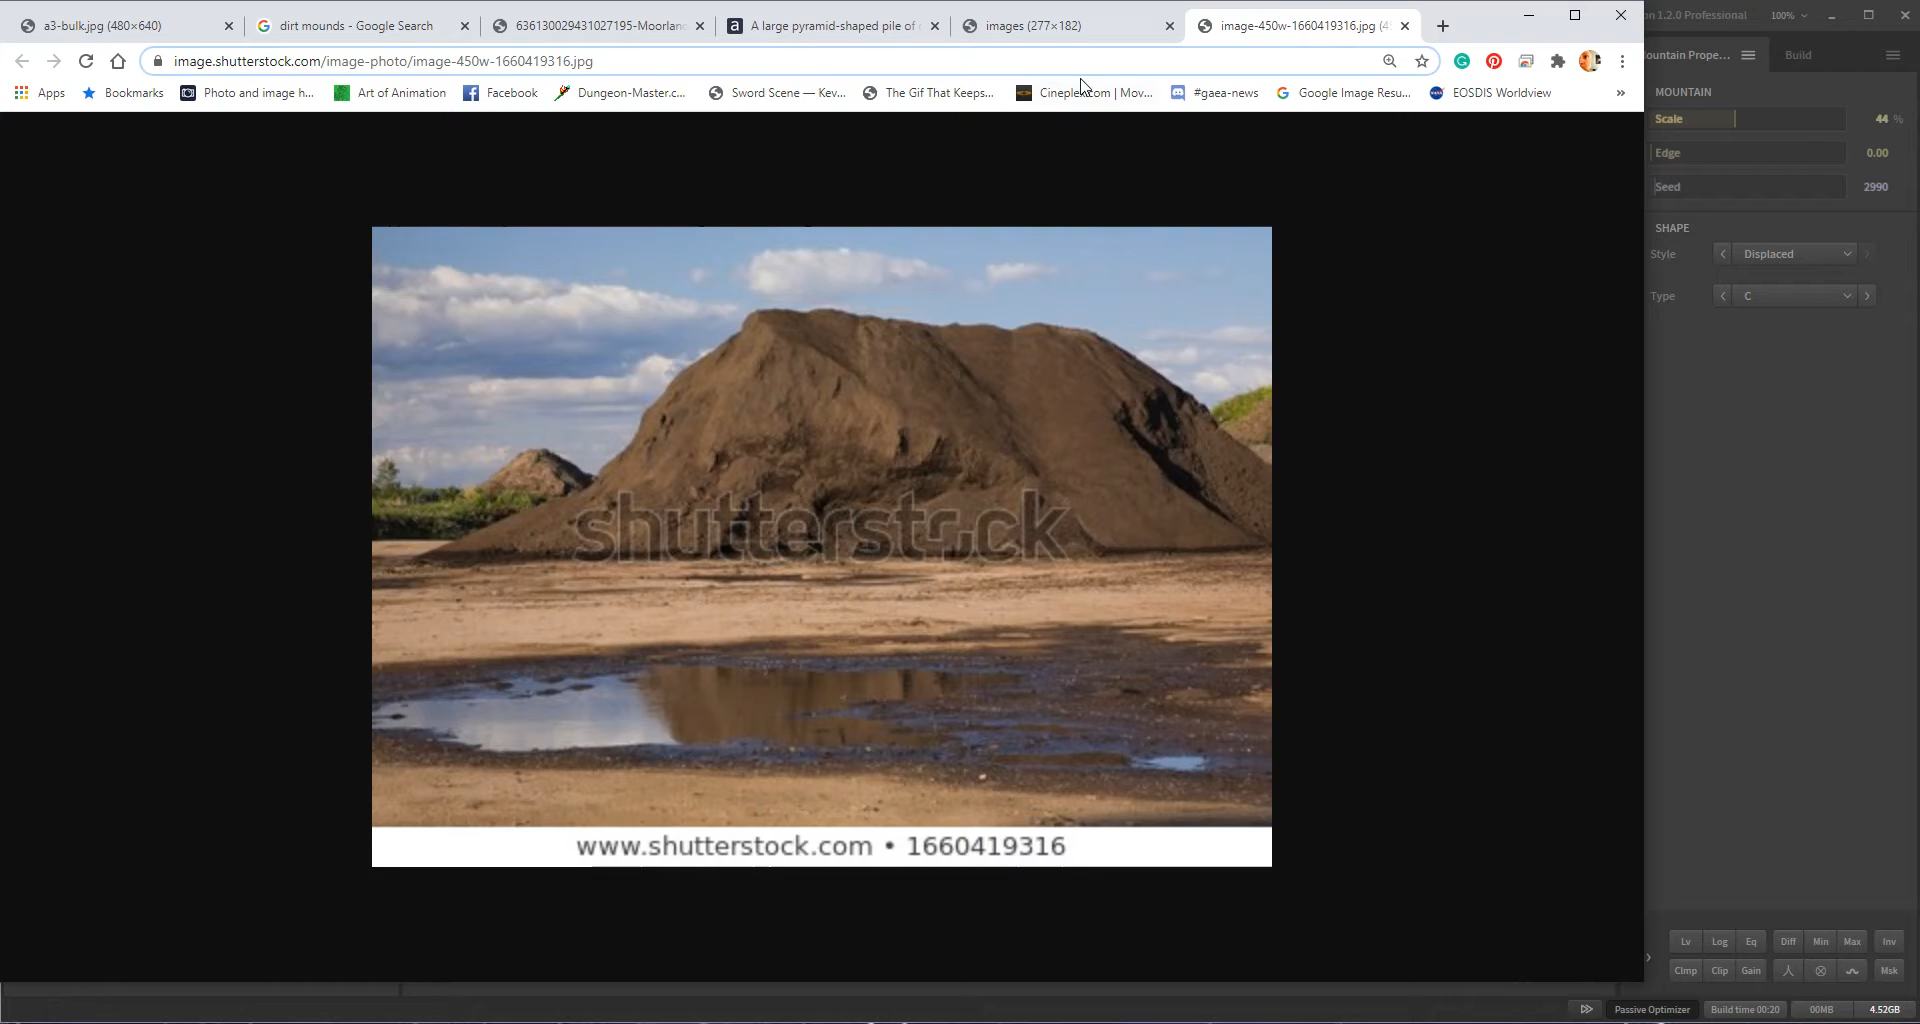 a3-bulk.jpg (480×640)
dirt mounds - Google Search
636130029431027195-Moorland
A large pyramid-shaped pile of
images (277×182)
image-450w-1660419316.jpg (4
n 1.2.0 Professional
100%
image.shutterstock.com/image-photo/image-450w-1660419316.jpg
ountain Prope...
Build
Apps
Bookmarks
Photo and image h...
Art of Animation
Facebook
Dungeon-Master.c...
Sword Scene — Kev...
The Gif That Keeps...
Cineplex.com | Mov...
#gaea-news
Google Image Resu...
EOSDIS Worldview
»
MOUNTAIN
Scale 44 %
Edge 0.00
Seed 2990
SHAPE
Style Displaced
Type C
shutterstock
www.shutterstock.com • 1660419316
Lv Log Eq Diff Min Max Inv
Clmp Clip Gain Msk
Passive Optimizer Build time 00:20 00MB 4.52GB